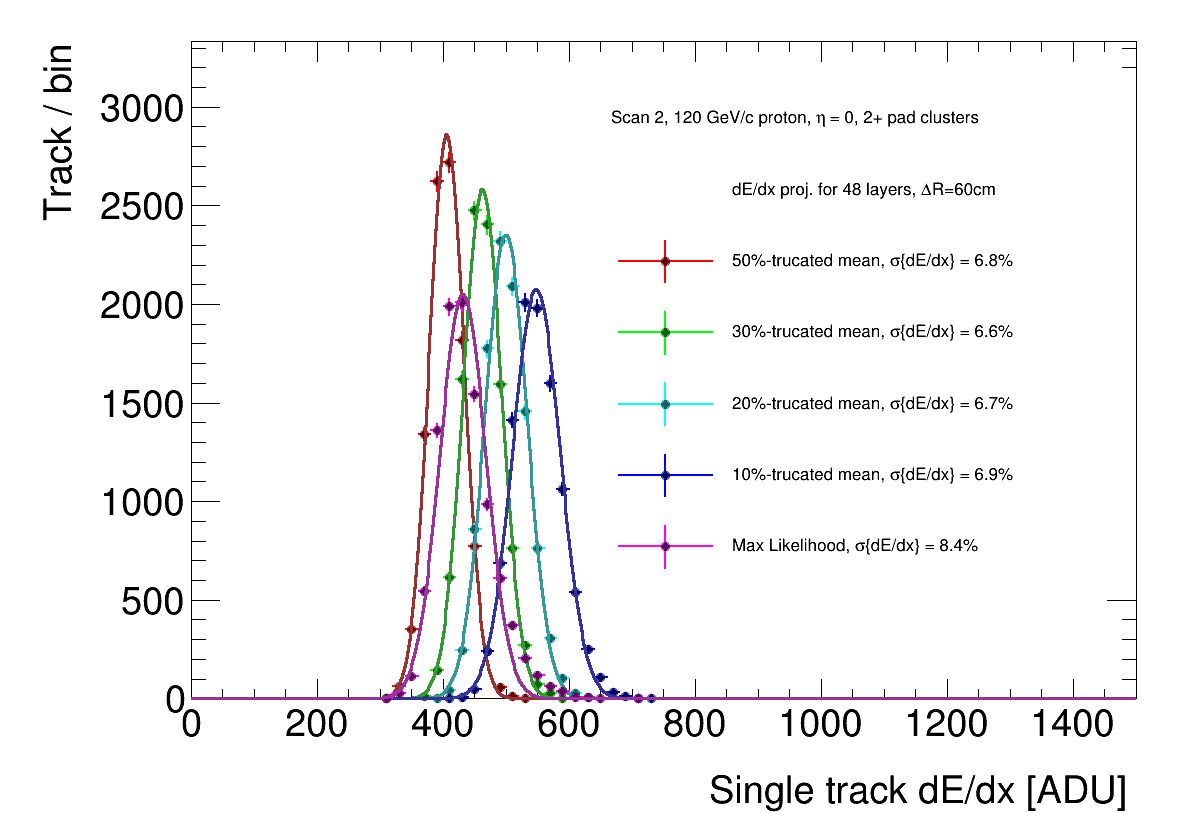 Track / bin
3000
2500
2000
1500
1000
500
0
0 200 400 600 800 1000 1200 1400
Single track dE/dx [ADU]
Scan 2, 120 GeV/c proton, η = 0, 2+ pad clusters
dE/dx proj. for 48 layers, ΔR=60cm
50%-trucated mean, σ{dE/dx} = 6.8%
30%-trucated mean, σ{dE/dx} = 6.6%
20%-trucated mean, σ{dE/dx} = 6.7%
10%-trucated mean, σ{dE/dx} = 6.9%
Max Likelihood, σ{dE/dx} = 8.4%